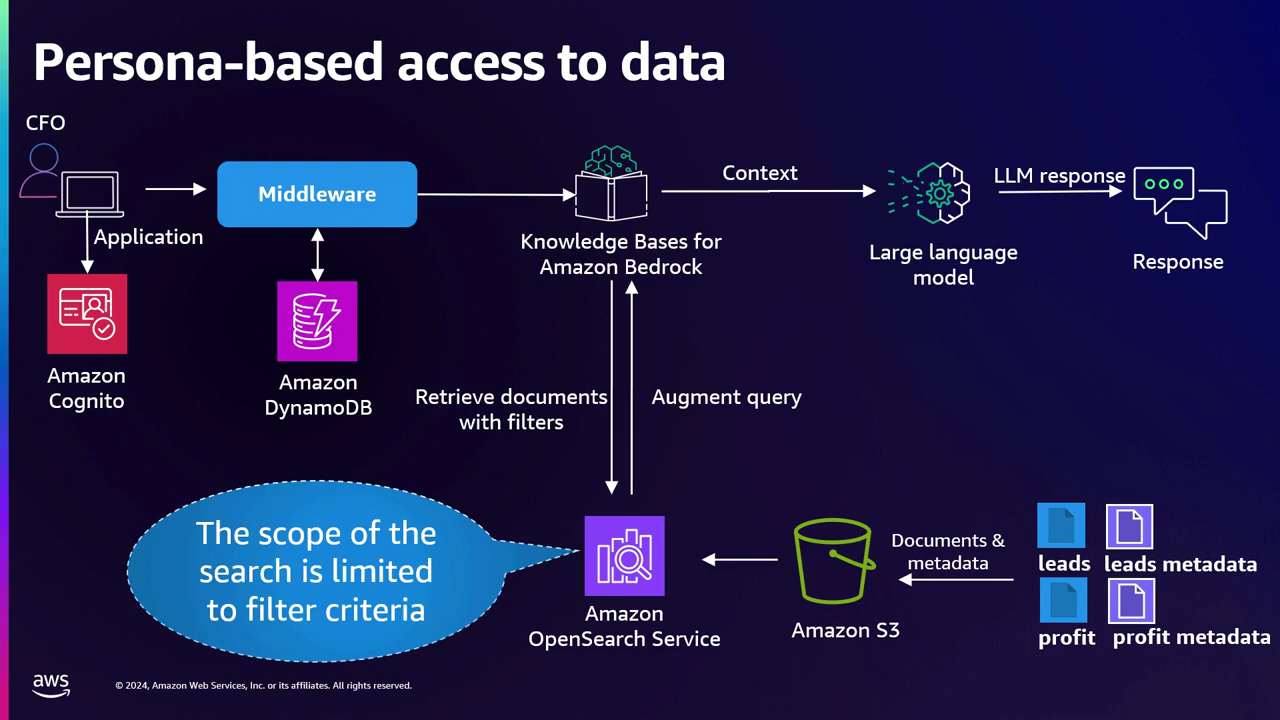 Persona-based access to data
CFO
Application
Middleware
Knowledge Bases for
Amazon Bedrock
Context
Large language
model
LLM response
Response
Amazon
Cognito
Amazon
DynamoDB
Retrieve documents
with filters
Augment query
The scope of the
search is limited
to filter criteria
Amazon
OpenSearch Service
Amazon S3
Documents &
metadata
leads
leads metadata
profit
profit metadata
aws
© 2024, Amazon Web Services, Inc. or its affiliates. All rights reserved.